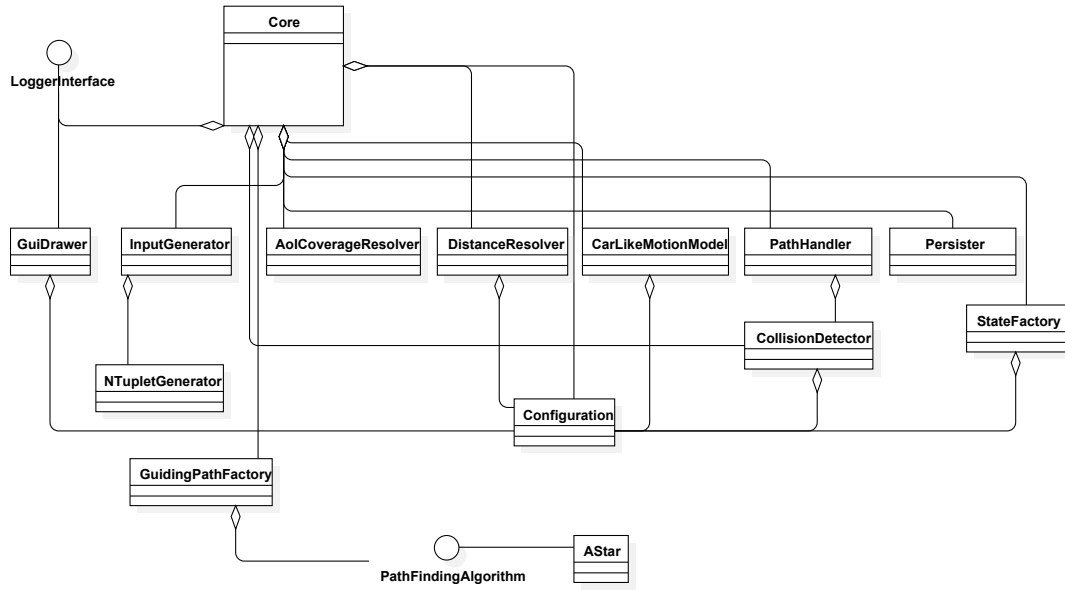 Core
LoggerInterface
GuiDrawer
InputGenerator
AoICoverageResolver
DistanceResolver
CarLikeMotionModel
PathHandler
Persister
StateFactory
CollisionDetector
NTupletGenerator
Configuration
GuidingPathFactory
AStar
PathFindingAlgorithm